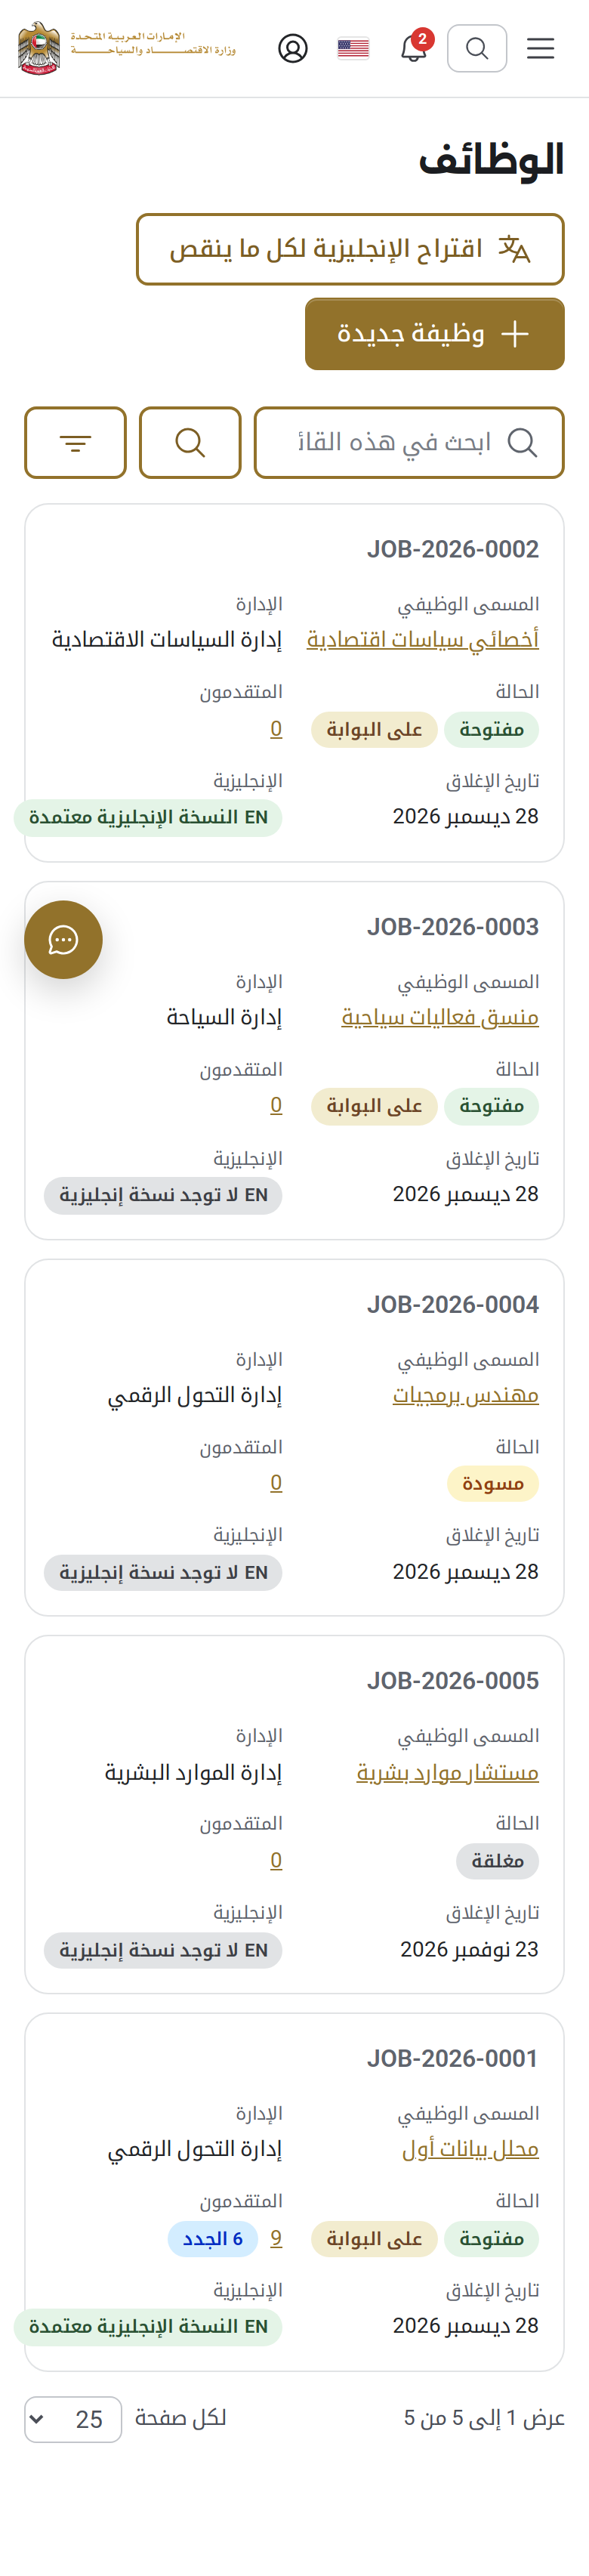 الإمارات العربية المتحدة
وزارة الاقتصاد والسياحة
2
الوظائف
اقتراح الإنجليزية لكل ما ينقص
وظيفة جديدة
ابحث في هذه القائ
JOB-2026-0002
المسمى الوظيفي الإدارة
أخصائي سياسات اقتصادية إدارة السياسات الاقتصادية
الحالة المتقدمون
مفتوحة على البوابة 0
تاريخ الإغلاق الإنجليزية
28 ديسمبر 2026 EN النسخة الإنجليزية معتمدة
JOB-2026-0003
المسمى الوظيفي الإدارة
منسق فعاليات سياحية إدارة السياحة
الحالة المتقدمون
مفتوحة على البوابة 0
تاريخ الإغلاق الإنجليزية
28 ديسمبر 2026 EN لا توجد نسخة إنجليزية
JOB-2026-0004
المسمى الوظيفي الإدارة
مهندس برمجيات إدارة التحول الرقمي
الحالة المتقدمون
مسودة 0
تاريخ الإغلاق الإنجليزية
28 ديسمبر 2026 EN لا توجد نسخة إنجليزية
JOB-2026-0005
المسمى الوظيفي الإدارة
مستشار موارد بشرية إدارة الموارد البشرية
الحالة المتقدمون
مغلقة 0
تاريخ الإغلاق الإنجليزية
23 نوفمبر 2026 EN لا توجد نسخة إنجليزية
JOB-2026-0001
المسمى الوظيفي الإدارة
محلل بيانات أول إدارة التحول الرقمي
الحالة المتقدمون
مفتوحة على البوابة 9 6 الجدد
تاريخ الإغلاق الإنجليزية
28 ديسمبر 2026 EN النسخة الإنجليزية معتمدة
عرض 1 إلى 5 من 5 لكل صفحة 25